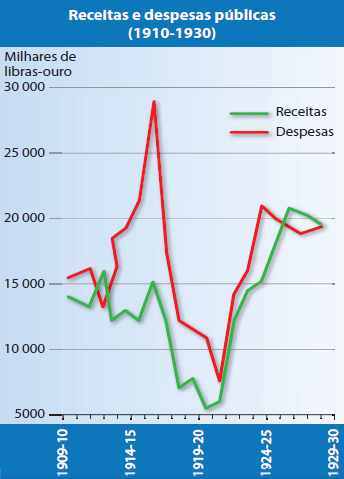 Receitas e despesas públicas
(1910-1930)
Milhares de
libras-ouro
30 000
25 000
20 000
15 000
10 000
5000
Receitas
Despesas
1909-10
1914-15
1919-20
1924-25
1929-30